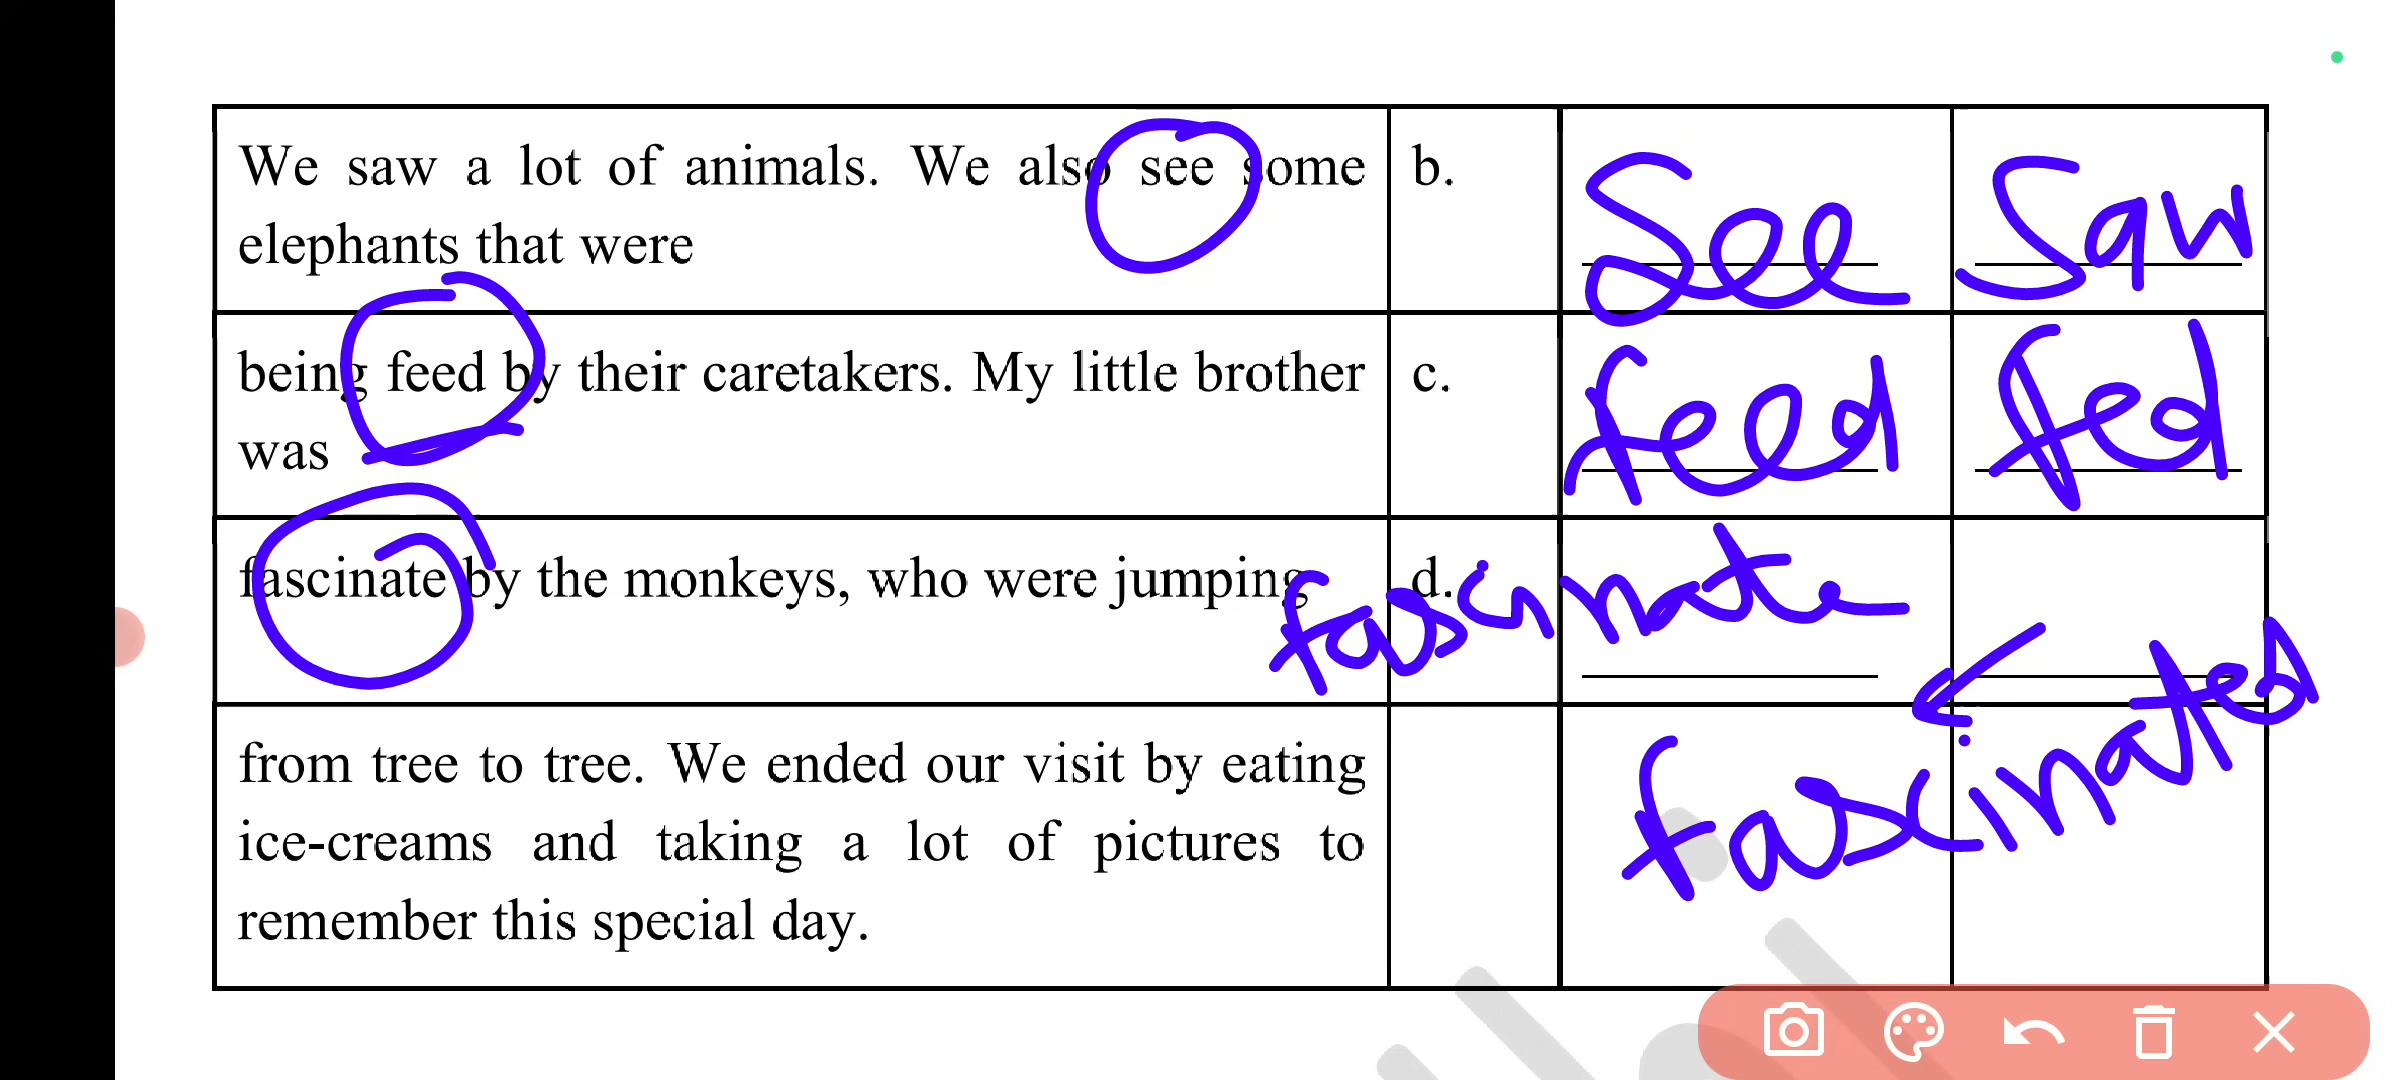 We saw a lot of animals. We also see some b. See Saw
elephants that were
being feed by their caretakers. My little brother c. feed fed
was
fascinate by the monkeys, who were jumping d. fascinate
from tree to tree. We ended our visit by eating fascinated
ice-creams and taking a lot of pictures to
remember this special day.